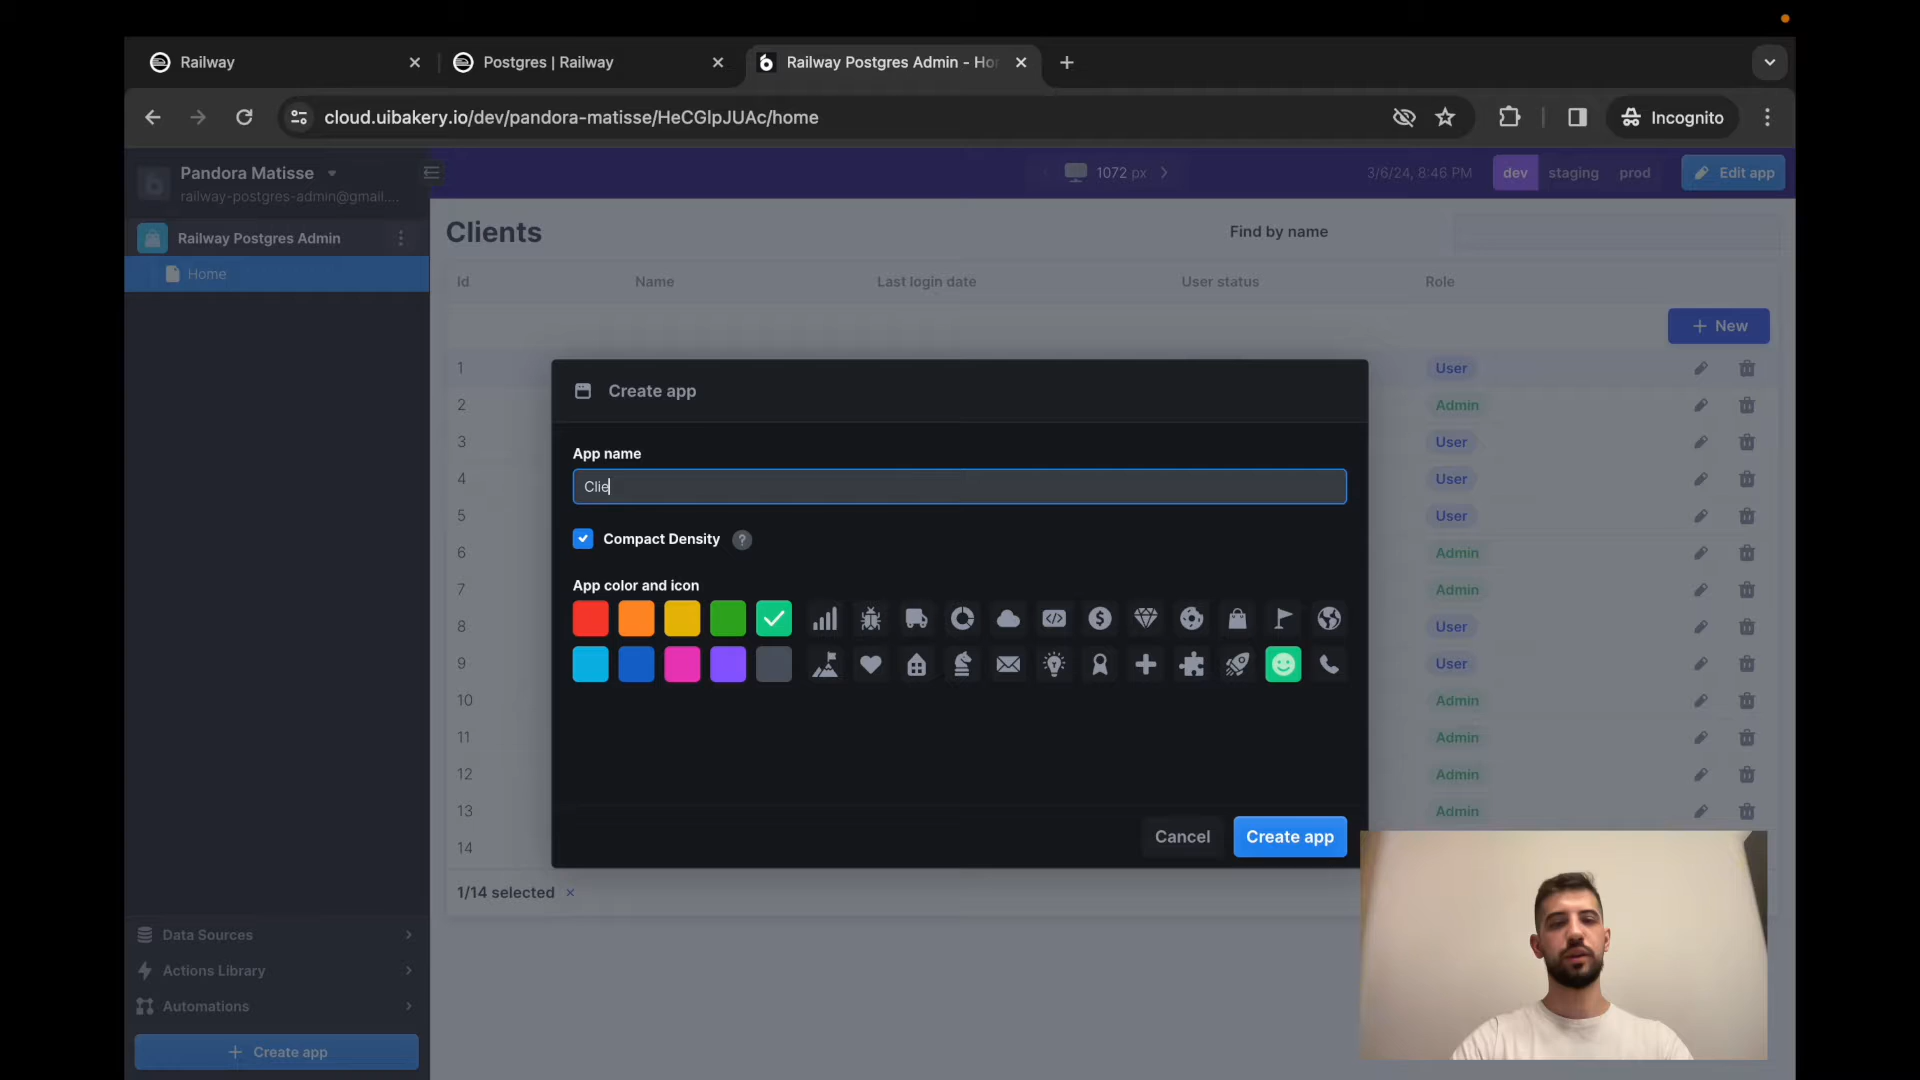 Railway
Postgres | Railway
Railway Postgres Admin - Ho
cloud.uibakery.io/dev/pandora-matisse/HeCGlpJUAc/home
Incognito
Pandora Matisse
railway-postgres-admin@gmail....
1072 px
3/6/24, 8:46 PM
dev
staging
prod
Edit app
Railway Postgres Admin
Home
Clients
Find by name
Id
Name
Last login date
User status
Role
New
1
User
2
Admin
3
User
4
User
5
User
6
Admin
7
Admin
8
User
9
User
10
Admin
11
Admin
12
Admin
13
Admin
14
Create app
App name
Clie
Compact Density
?
App color and icon
Cancel
Create app
1/14 selected
Data Sources
Actions Library
Automations
Create app